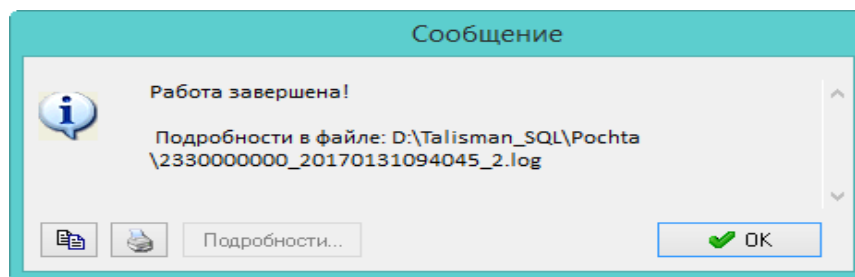 Сообщение
Работа завершена!
Подробности в файле: D:\Talisman_SQL\Pochta
\2330000000_20170131094045_2.log
Подробности...
OK